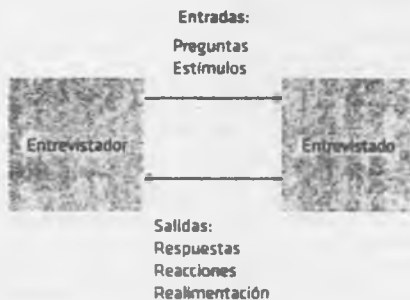 Entradas:
Preguntas
Estímulos
Entrevistador
Entrevistado
Salidas:
Respuestas
Reacciones
Realimentación